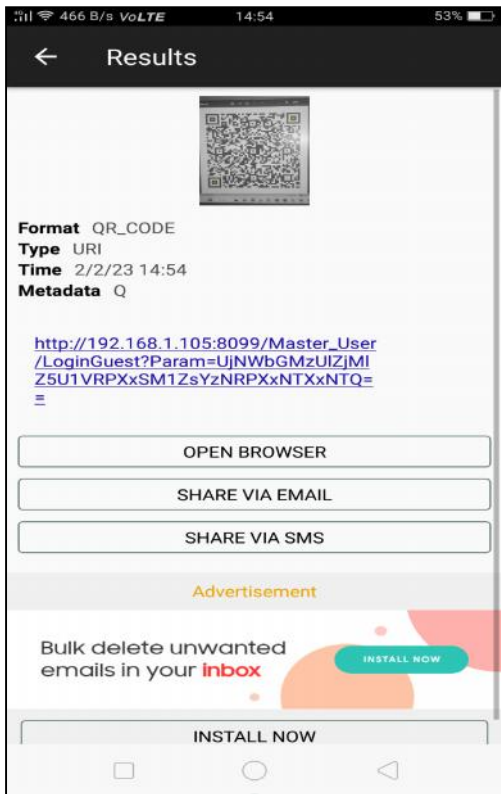 466 B/s VoLTE 14:54 53%
Results
Format QR_CODE
Type URI
Time 2/2/23 14:54
Metadata Q
http://192.168.1.105:8099/Master_User
/LoginGuest?Param=UjNWbGMzUlZjMl
Z5U1VRPXxSM1ZsYzNRPXxNTXxNTQ=
=
OPEN BROWSER
SHARE VIA EMAIL
SHARE VIA SMS
Advertisement
Bulk delete unwanted
emails in your inbox
INSTALL NOW
INSTALL NOW